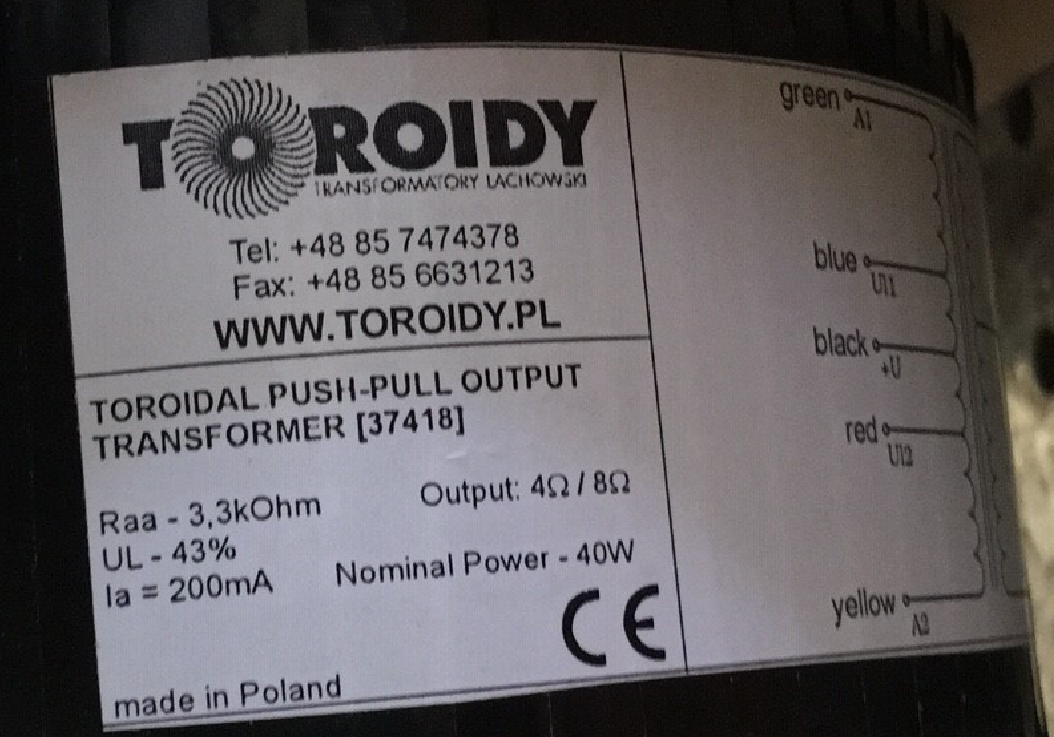 TOROIDY
TRANSFORMATORY LACHOWSKI
Tel: +48 85 7474378
Fax: +48 85 6631213
WWW.TOROIDY.PL
TOROIDAL PUSH-PULL OUTPUT
TRANSFORMER [37418]
Raa - 3,3kOhm
Output: 4Ω / 8Ω
UL - 43%
Nominal Power - 40W
Ia = 200mA
CE
made in Poland
green
A1
blue
Ul1
black
+U
red
Ul2
yellow
A2